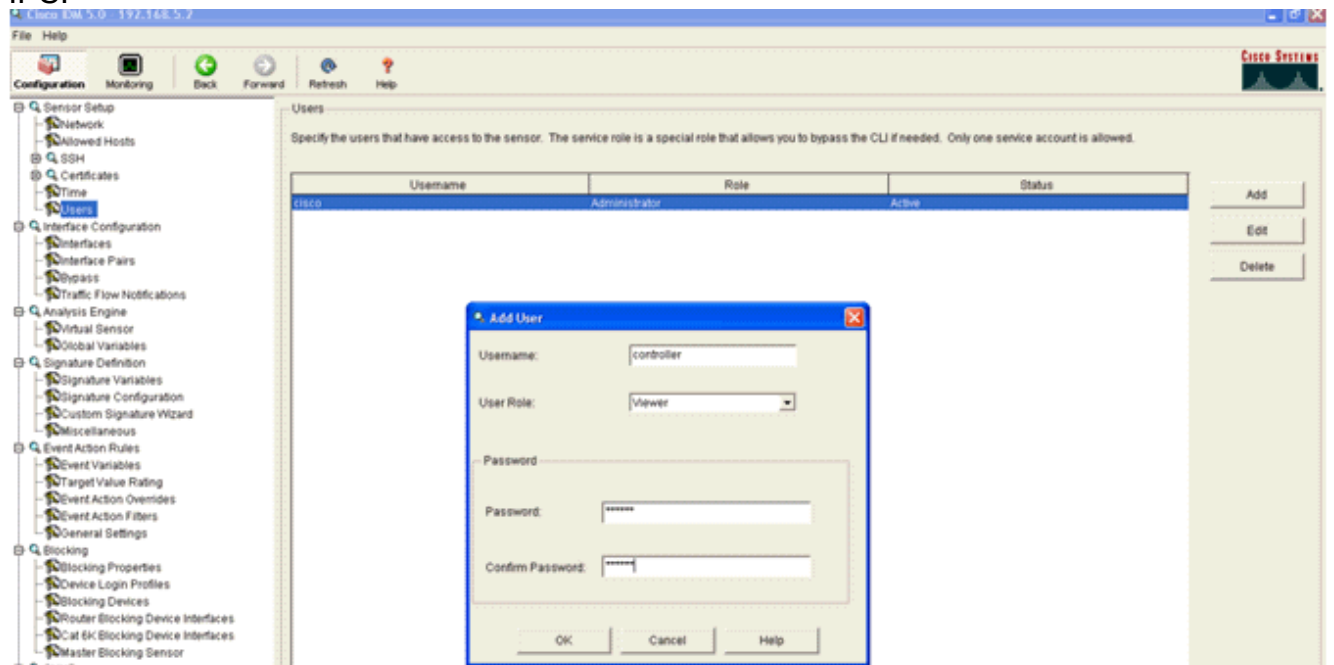 Cisco IDM 5.0 - 192.168.5.2
File Help
Configuration Monitoring Back Forward Refresh Help
CISCO SYSTEMS
Sensor Setup
Network
Allowed Hosts
SSH
Certificates
Time
Users
Interface Configuration
Interfaces
Interface Pairs
Bypass
Traffic Flow Notifications
Analysis Engine
Virtual Sensor
Global Variables
Signature Definition
Signature Variables
Signature Configuration
Custom Signature Wizard
Miscellaneous
Event Action Rules
Event Variables
Target Value Rating
Event Action Overrides
Event Action Filters
General Settings
Blocking
Blocking Properties
Device Login Profiles
Blocking Devices
Router Blocking Device Interfaces
Cat 6K Blocking Device Interfaces
Master Blocking Sensor
Users
Specify the users that have access to the sensor. The service role is a special role that allows you to bypass the CLI if needed. Only one service account is allowed.
Username Role Status
cisco Administrator Active
Add
Edit
Delete
Add User
Username: controller
User Role: Viewer
Password
Password: ******
Confirm Password: ******
OK Cancel Help